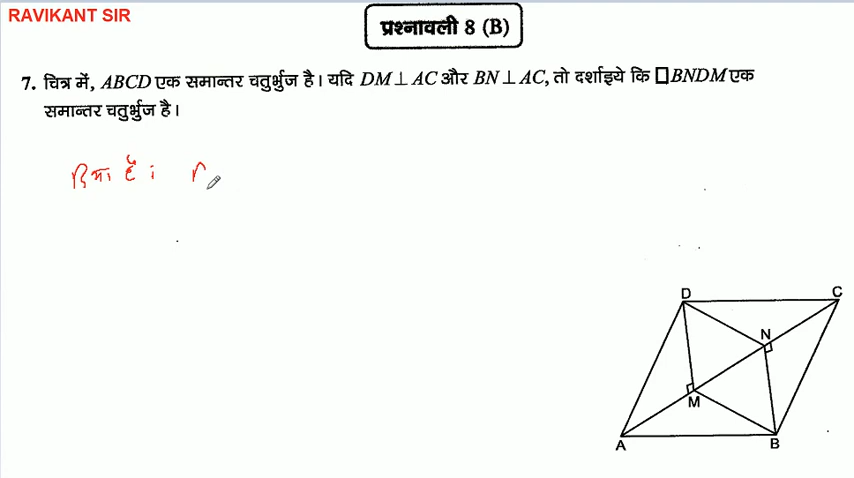 RAVIKANT SIR
प्रश्नावली 8 (B)
7. चित्र में, ABCD एक समान्तर चतुर्भुज है। यदि DM ⊥ AC और BN ⊥ AC, तो दर्शाइये कि □BNDM एक
समान्तर चतुर्भुज है।
दिया है :
D
C
N
M
A
B